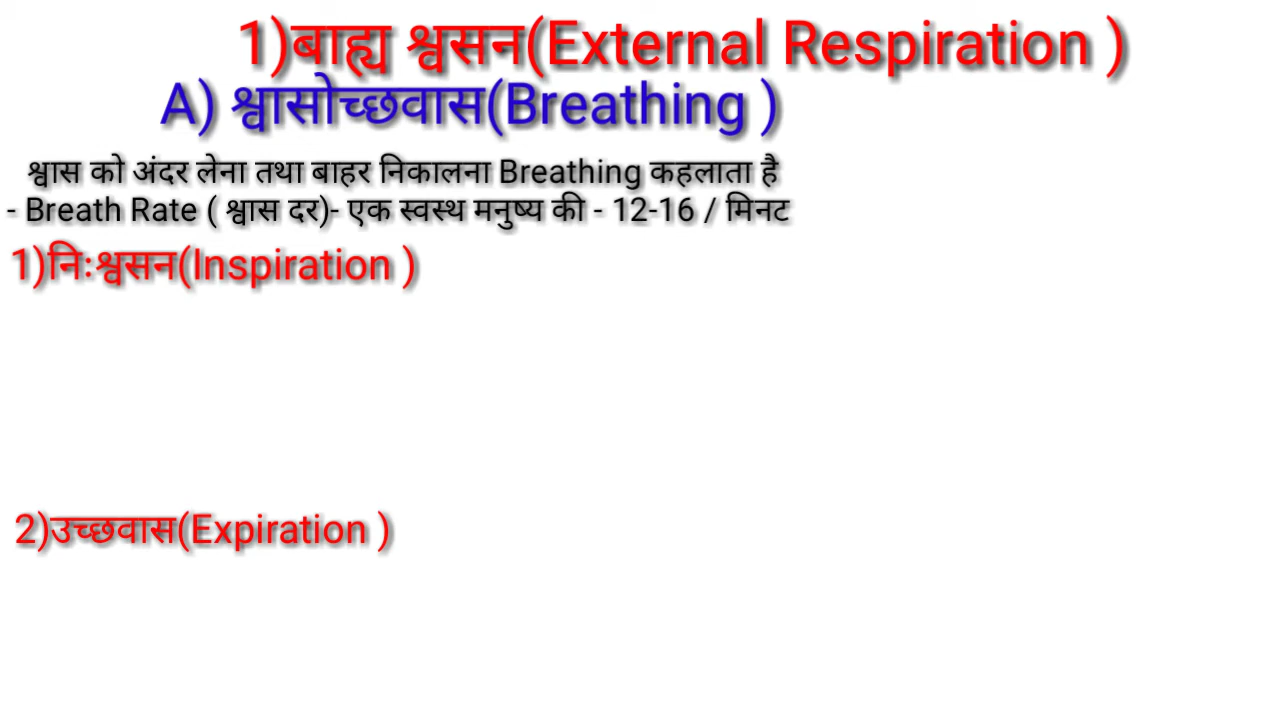 1)बाह्य श्वसन(External Respiration )
A) श्वासोच्छवास(Breathing )
श्वास को अंदर लेना तथा बाहर निकालना Breathing कहलाता है
- Breath Rate ( श्वास दर)- एक स्वस्थ मनुष्य की - 12-16 / मिनट
1)निःश्वसन(Inspiration )
2)उच्छवास(Expiration )